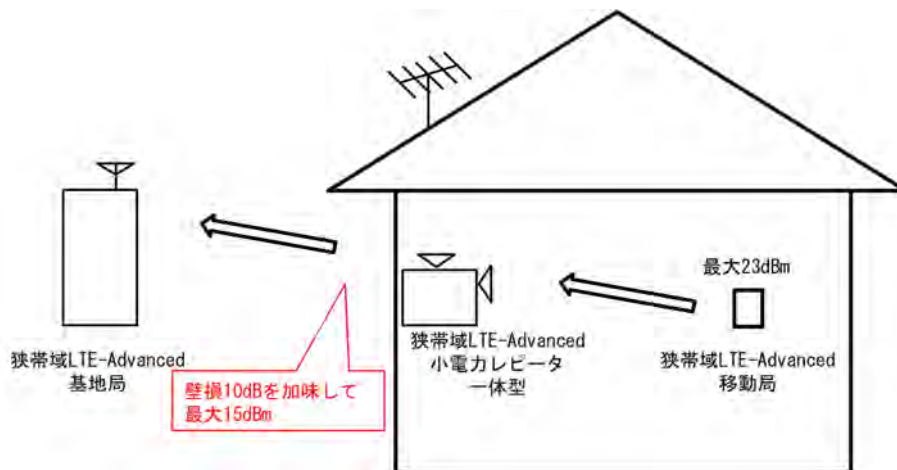 最大23dBm
狭帯域LTE-Advanced
基地局
狭帯域LTE-Advanced
小電力レピータ
一体型
狭帯域LTE-Advanced
移動局
壁損10dBを加味して
最大15dBm